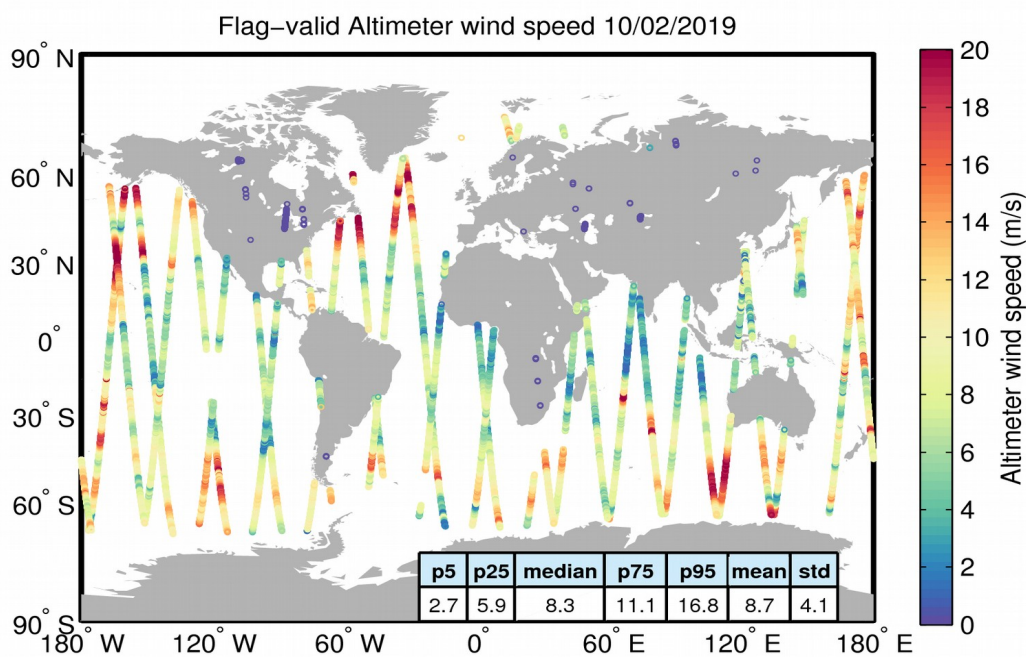 Flag−valid Altimeter wind speed 10/02/2019
90° N
60° N
30° N
0°
30° S
60° S
90° S
180° W
120° W
60° W
0°
60° E
120° E
180° E
p5 p25 median p75 p95 mean std
2.7 5.9 8.3 11.1 16.8 8.7 4.1
20
18
16
14
12
10
8
6
4
2
0
Altimeter wind speed (m/s)